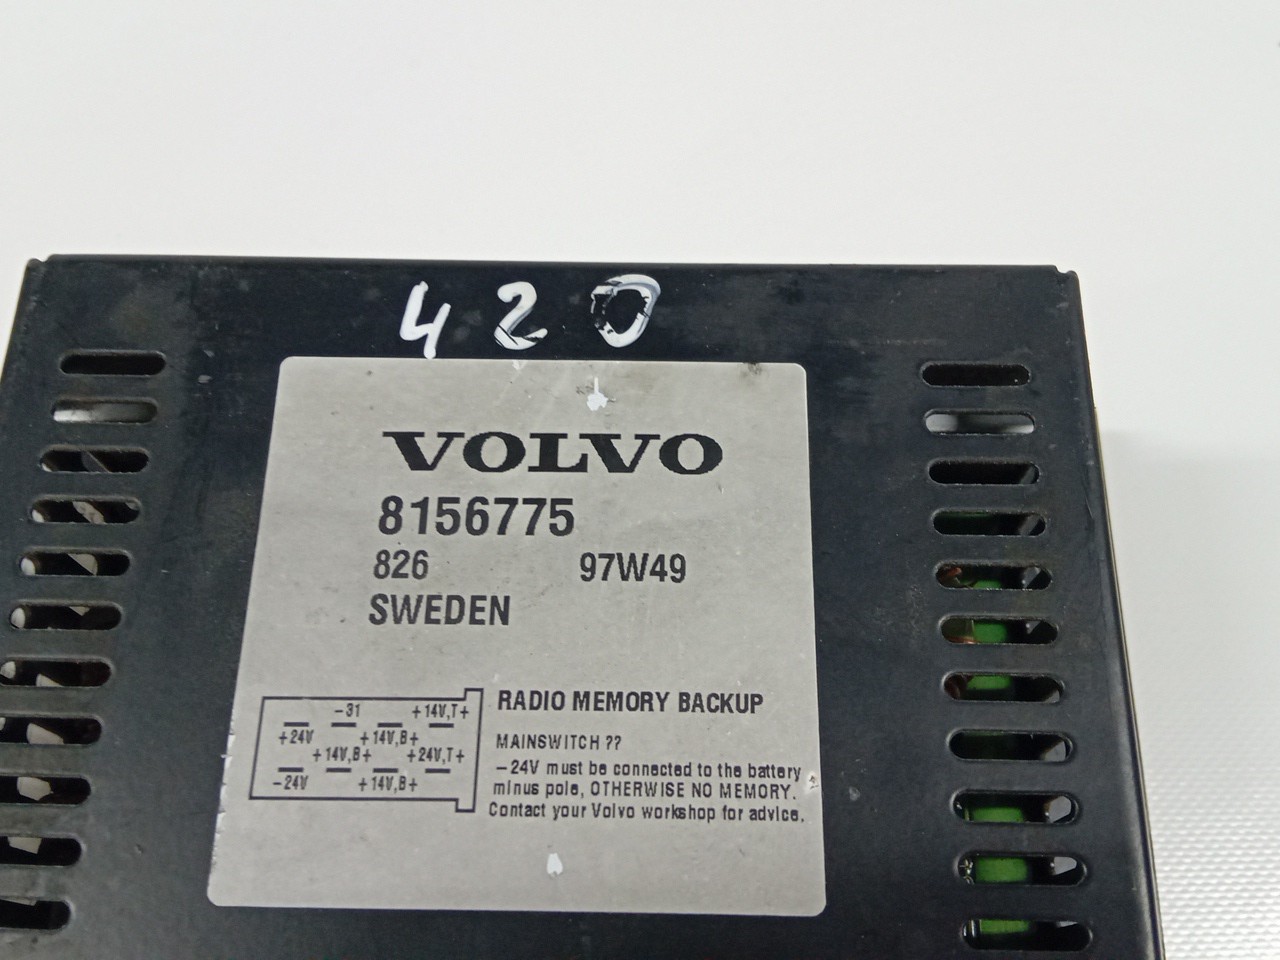 420
VOLVO
8156775
826 97W49
SWEDEN
-31 +14V,T+
+24V +14V,B+
+14V,B+ +24V,T+
-24V +14V,B+
RADIO MEMORY BACKUP
MAINSWITCH ??
-24V must be connected to the battery
minus pole, OTHERWISE NO MEMORY.
Contact your Volvo workshop for advice.